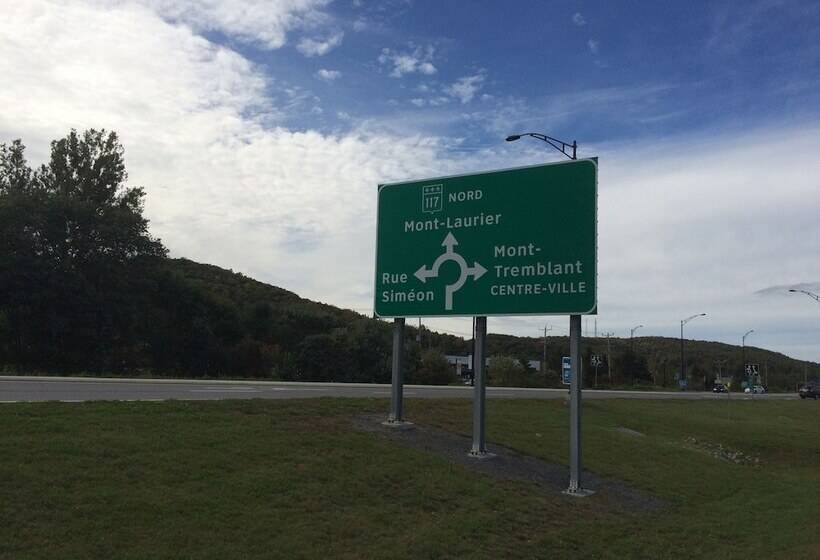 117 NORD
Mont-Laurier
Rue
Siméon
Mont-
Tremblant
CENTRE-VILLE